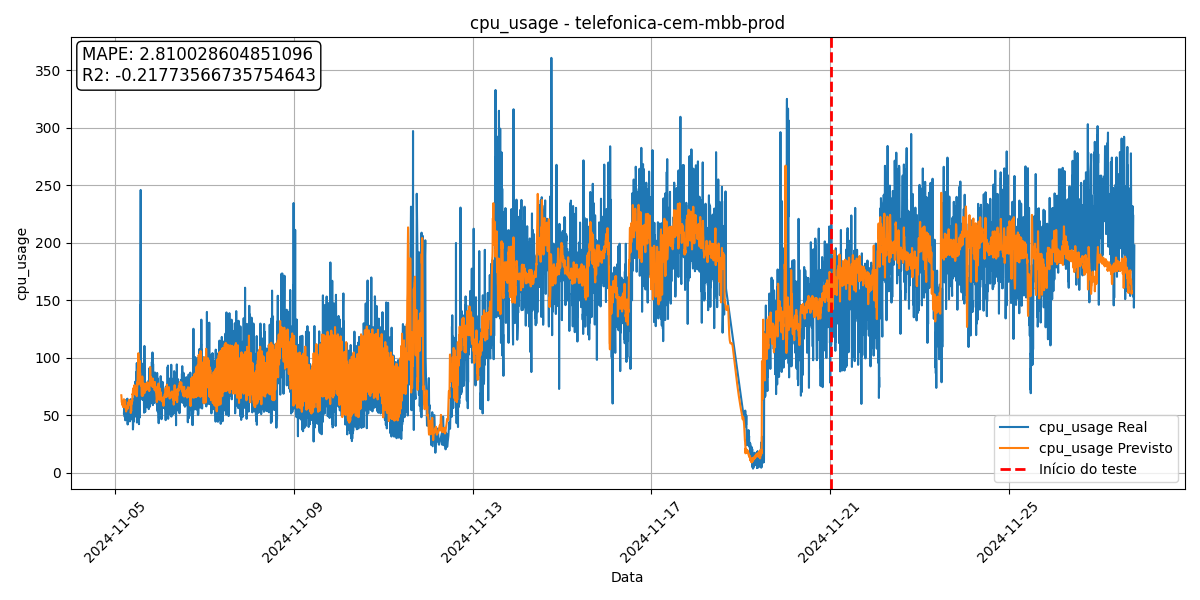 cpu_usage - telefonica-cem-mbb-prod
MAPE: 2.810028604851096
R2: -0.21773566735754643
350
300
250
200
150
100
50
0
cpu_usage
2024-11-05
2024-11-09
2024-11-13
2024-11-17
2024-11-21
2024-11-25
Data
cpu_usage Real
cpu_usage Previsto
Início do teste